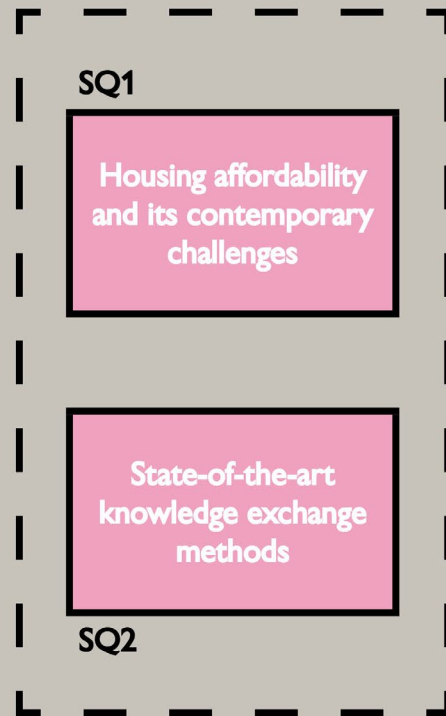 SQ1
Housing affordability
and its contemporary
challenges
State-of-the-art
knowledge exchange
methods
SQ2